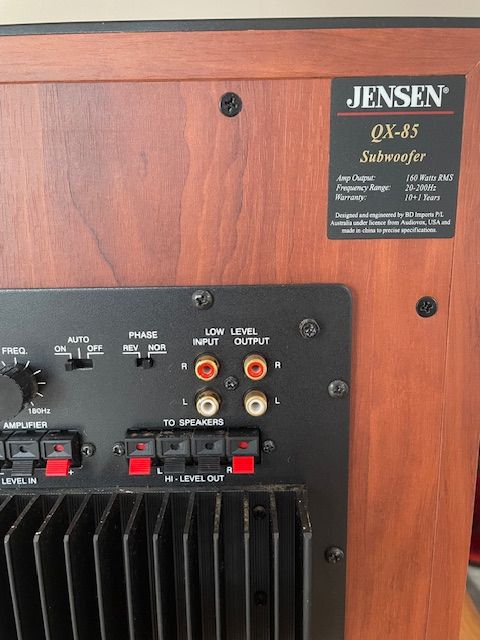 JENSEN®
QX-85
Subwoofer
Amp Output: 160 Watts RMS
Frequency Range: 20-200Hz
Warranty: 10+1 Years
Designed and engineered by BD Imports P/L
Australia under licence from Audiovox, USA and
made in china to precise specifications.
FREQ.
160Hz
AUTO
ON OFF
PHASE
REV NOR
LOW LEVEL
INPUT OUTPUT
R R
L L
AMPLIFIER
- +
LEVEL IN
TO SPEAKERS
L R
HI - LEVEL OUT